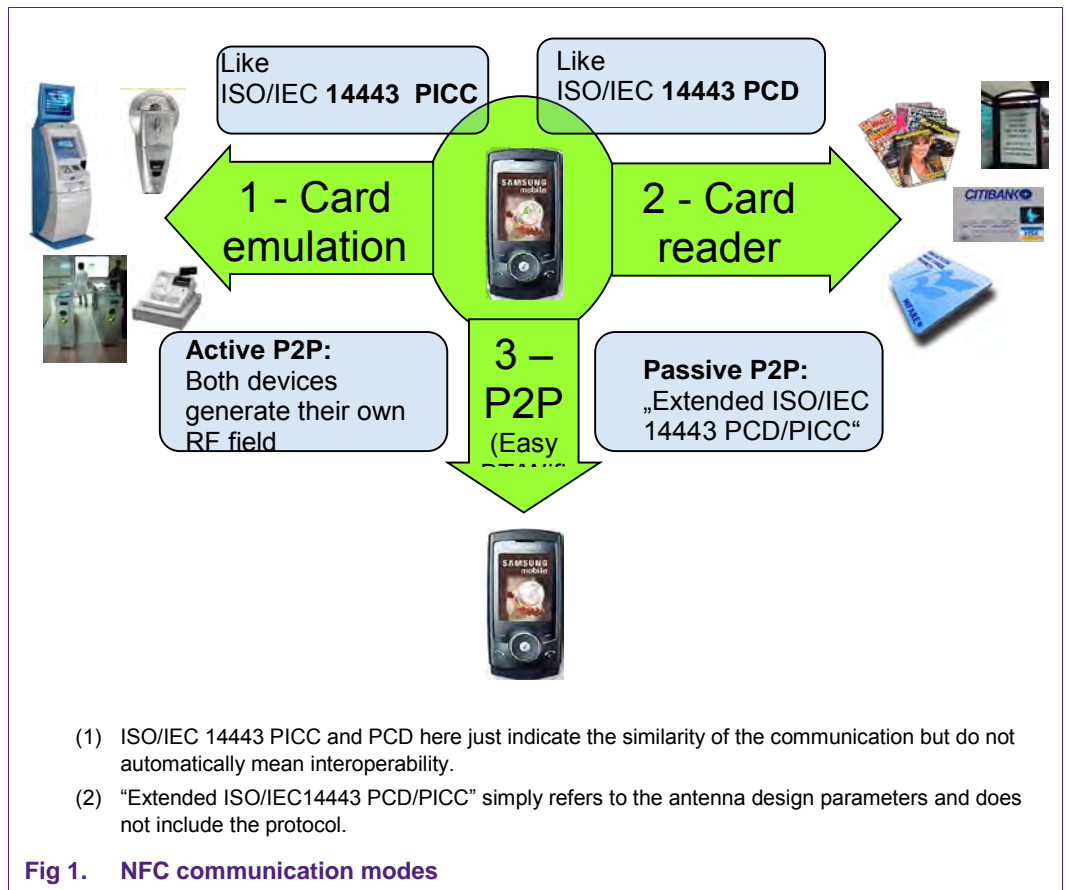 Like
ISO/IEC 14443 PICC
Like
ISO/IEC 14443 PCD
1 - Card
emulation
SAMSUNG
mobile
2 - Card
reader
CITIBANK
VISA
MIFARE®
Active P2P:
Both devices
generate their own
RF field
3 –
P2P
(Easy
Passive P2P:
„Extended ISO/IEC
14443 PCD/PICC“
SAMSUNG
mobile
(1) ISO/IEC 14443 PICC and PCD here just indicate the similarity of the communication but do not
automatically mean interoperability.
(2) “Extended ISO/IEC14443 PCD/PICC” simply refers to the antenna design parameters and does
not include the protocol.
Fig 1. NFC communication modes